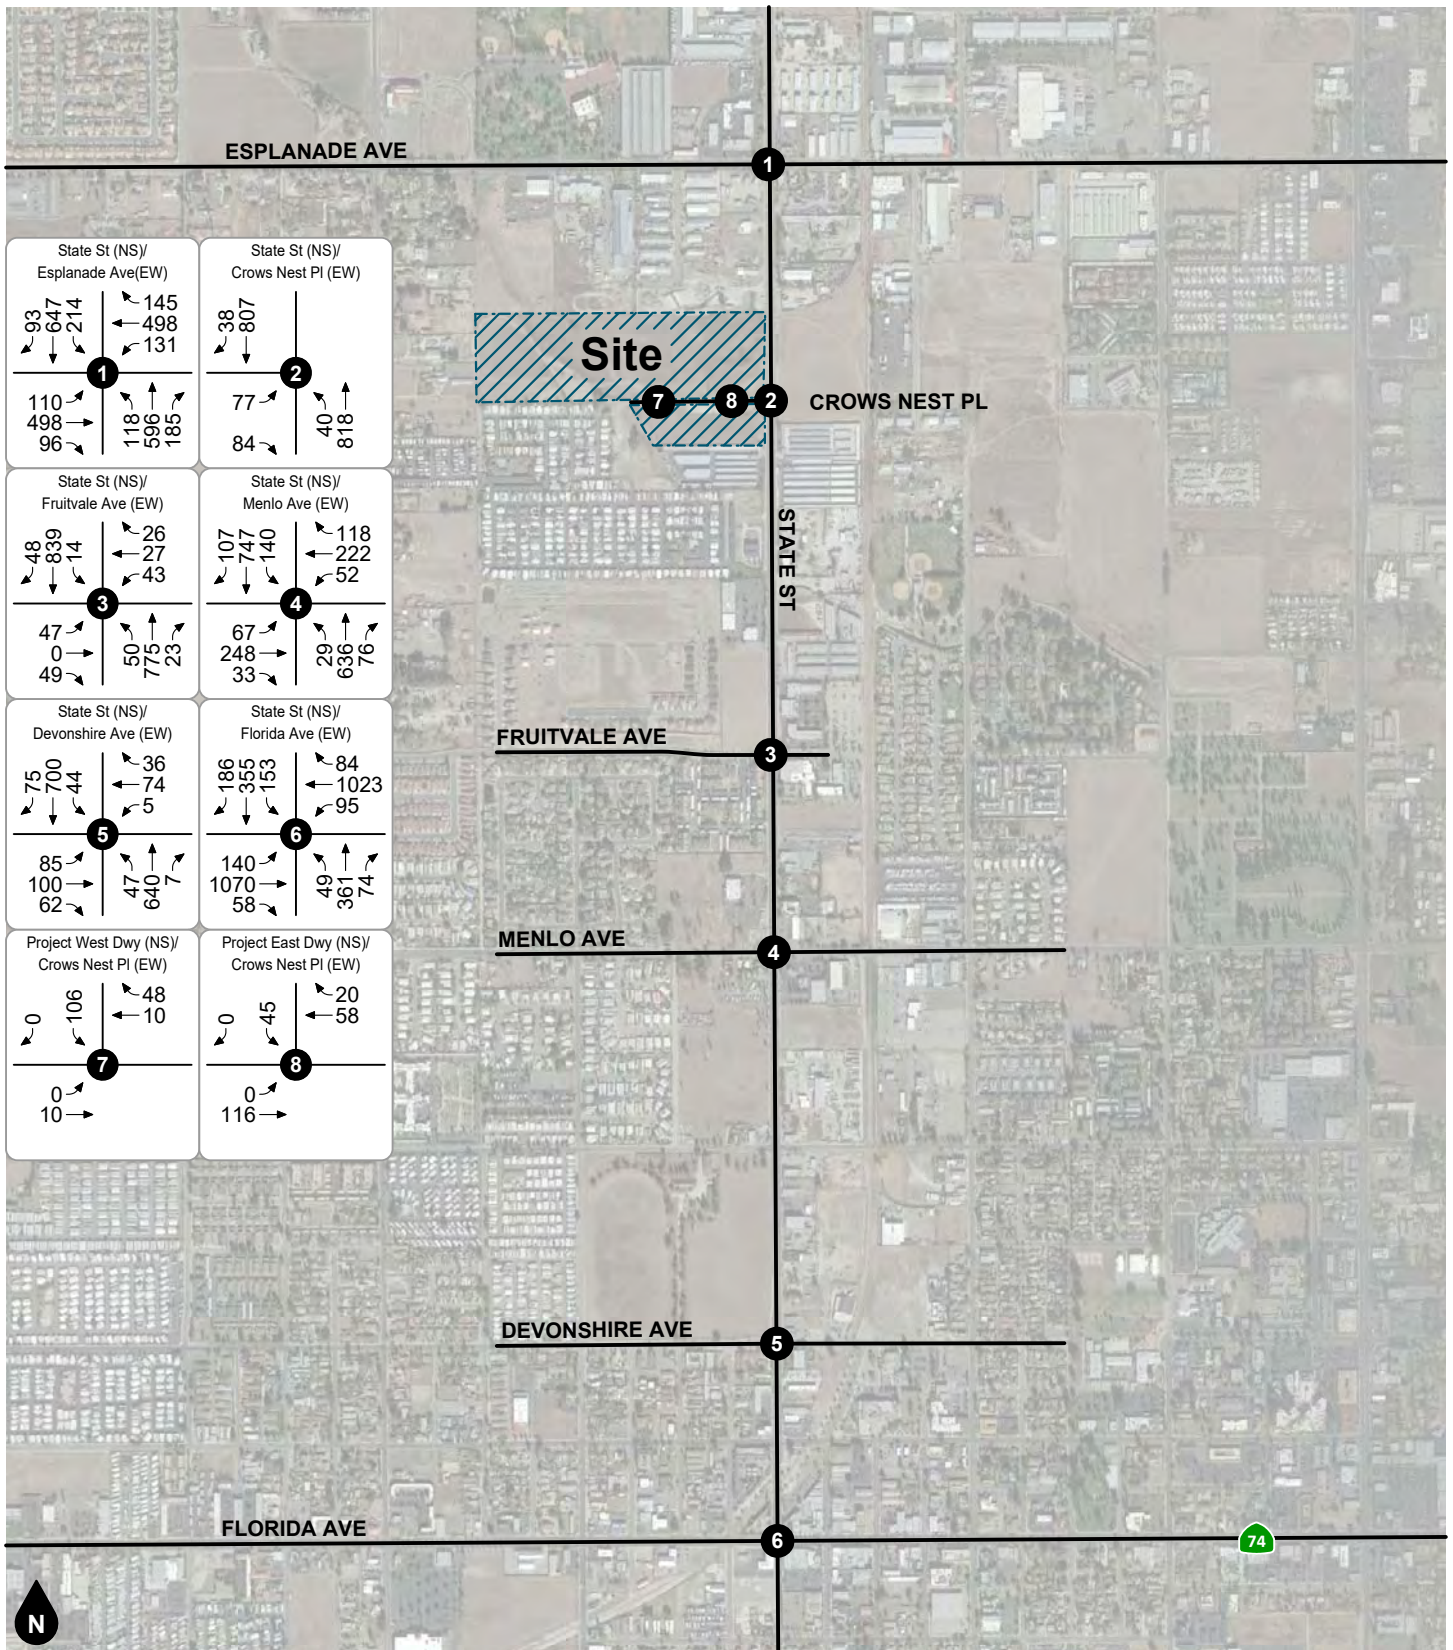 ESPLANADE AVE
1
State St (NS)/
Esplanade Ave(EW)
93 647 214
145
498
131
1
110
498
96
118 596 185
State St (NS)/
Crows Nest Pl (EW)
38 807
2
77
84
40 818
State St (NS)/
Fruitvale Ave (EW)
48 839 14
26
27
43
3
47
0
49
50 775 23
State St (NS)/
Menlo Ave (EW)
107 747 140
118
222
52
4
67
248
33
29 636 76
State St (NS)/
Devonshire Ave (EW)
75 700 44
36
74
5
5
85
100
62
47 640 7
State St (NS)/
Florida Ave (EW)
186 355 153
84
1023
95
6
140
1070
58
49 361 74
Project West Dwy (NS)/
Crows Nest Pl (EW)
0 106
48
10
7
0
10
Project East Dwy (NS)/
Crows Nest Pl (EW)
0 45
20
58
8
0
116
Site
7 8 2 CROWS NEST PL
STATE ST
FRUITVALE AVE
3
MENLO AVE
4
DEVONSHIRE AVE
5
FLORIDA AVE
6
74
N